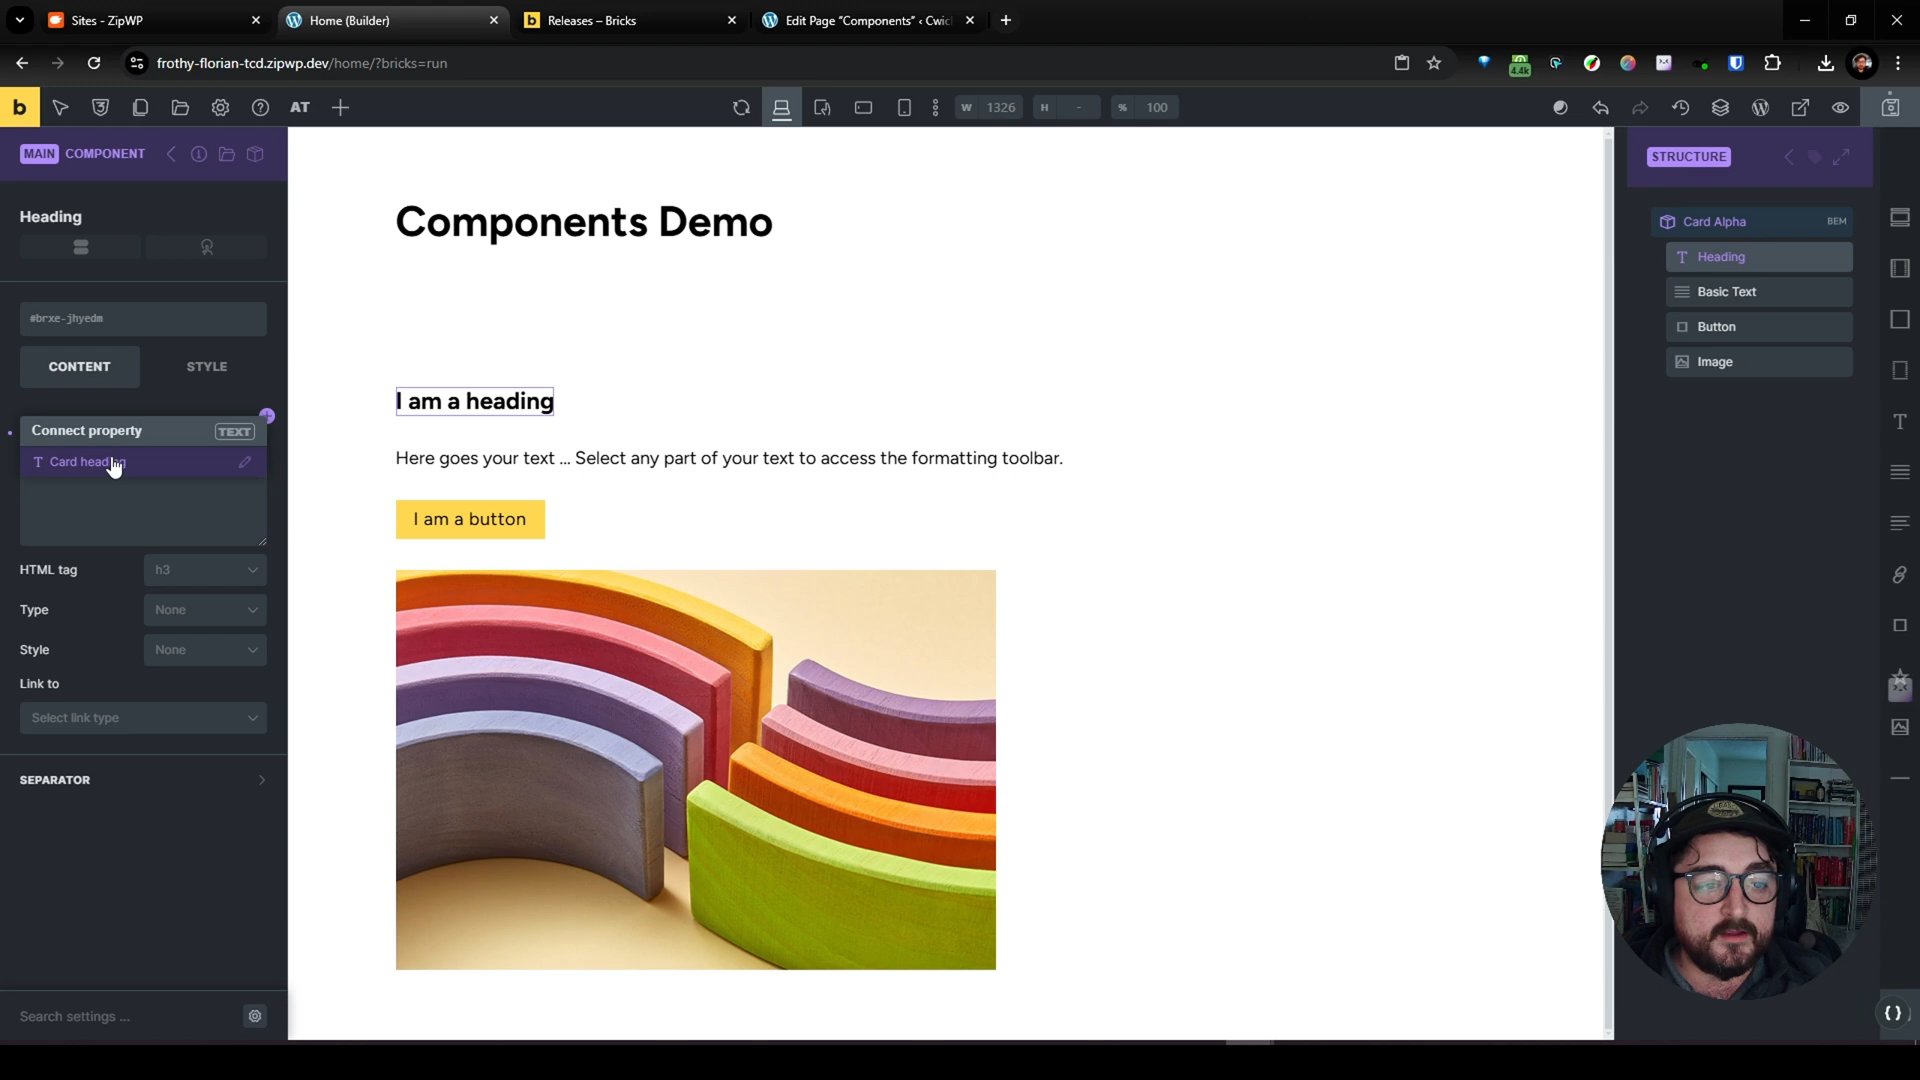 Sites - ZipWP
Home (Builder)
b Releases – Bricks
Edit Page “Components” ‹ Cwic
frothy-florian-tcd.zipwp.dev/home/?bricks=run
4.4k
b
AT
W 1326
H -
% 100
MAIN COMPONENT
STRUCTURE
Heading
#brxe-jhyedm
CONTENT
STYLE
Connect property
TEXT
T Card heading
HTML tag
h3
Type
None
Style
None
Link to
Select link type
SEPARATOR
Search settings ...
Components Demo
I am a heading
Here goes your text ... Select any part of your text to access the formatting toolbar.
I am a button
Card Alpha
BEM
T Heading
Basic Text
Button
Image
T
{ }